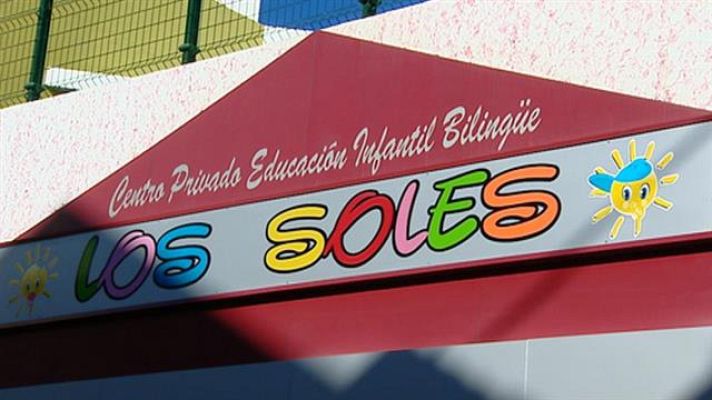 Centro Privado Educación Infantil Bilingüe
LOS SOLES